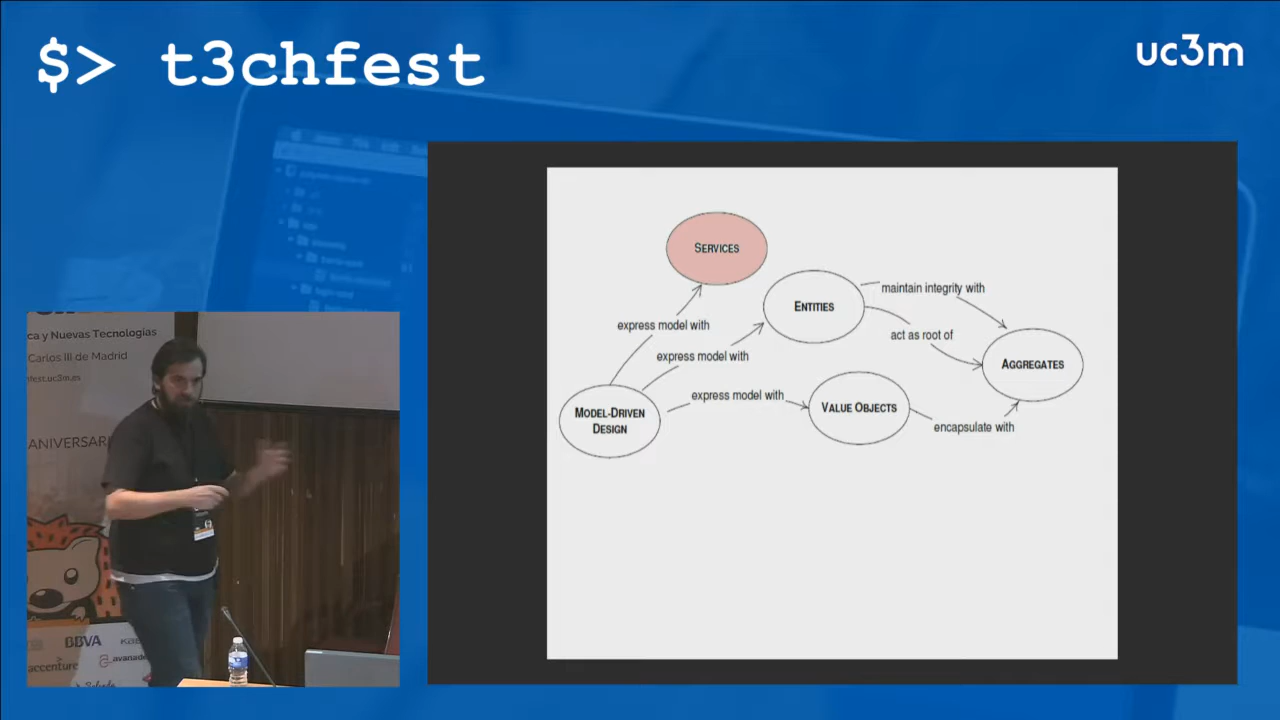 $> t3chfest
uc3m
SERVICES
ENTITIES
maintain integrity with
express model with
act as root of
express model with
AGGREGATES
express model with
VALUE OBJECTS
MODEL-DRIVEN
DESIGN
encapsulate with
ca y Nuevas Tecnologías
Carlos III de Madrid
fest.uc3m.es
ANIVERSARI
BBVA
accenture
avanade